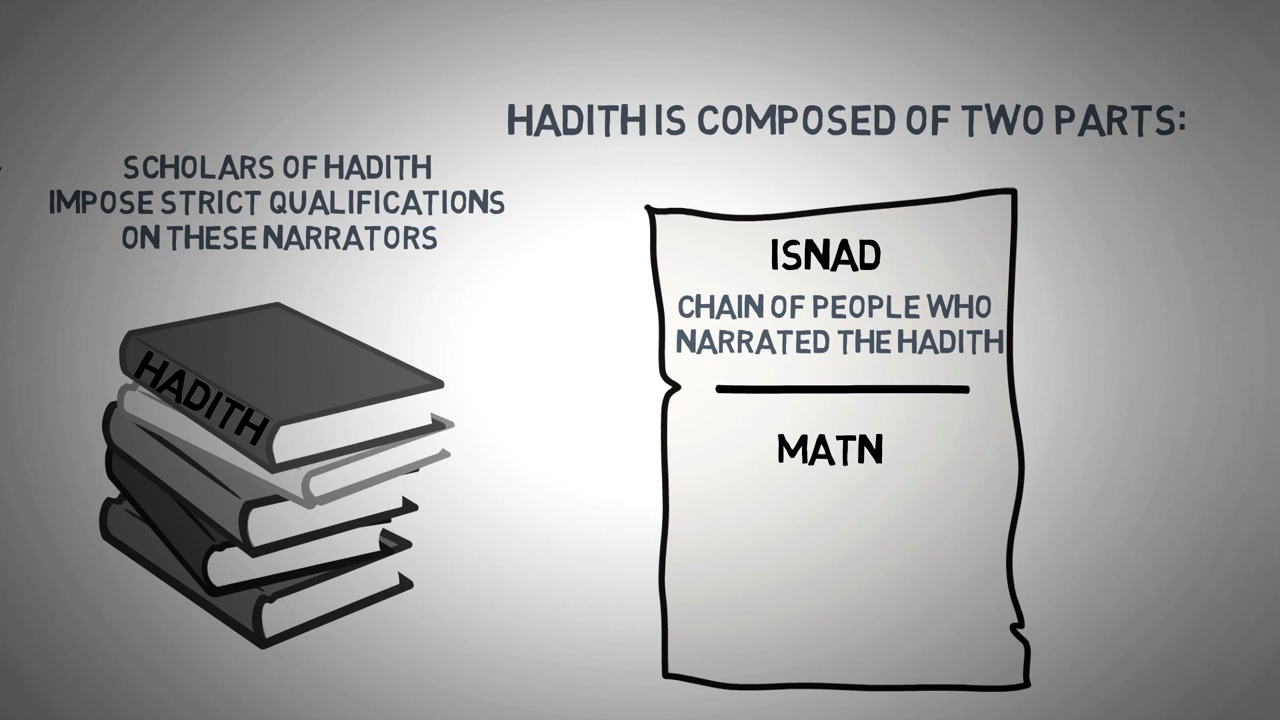 SCHOLARS OF HADITH
IMPOSE STRICT QUALIFICATIONS
ON THESE NARRATORS
HADITH
HADITH IS COMPOSED OF TWO PARTS:
ISNAD
CHAIN OF PEOPLE WHO
NARRATED THE HADITH
MATN